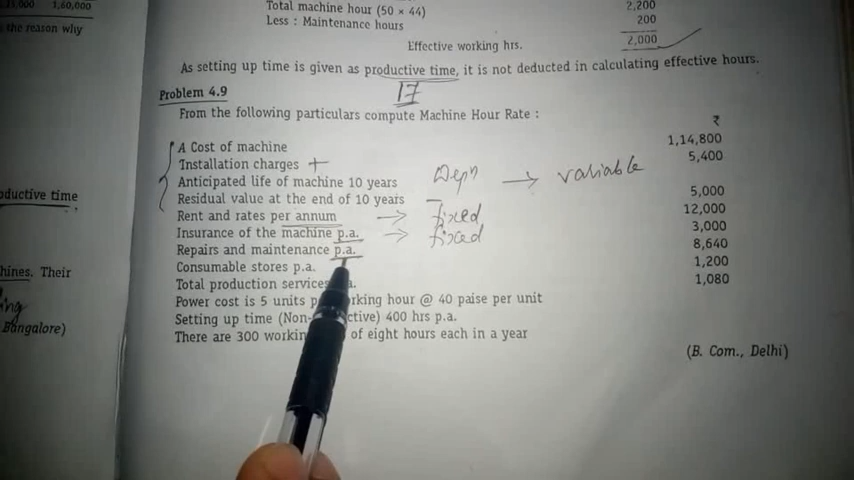 1,60,000
the reason why
oductive time
hines. Their
Bangalore)
Total machine hour (50 × 44) 2,200
Less : Maintenance hours 200
Effective working hrs. 2,000
As setting up time is given as productive time, it is not deducted in calculating effective hours.
Problem 4.9 17
From the following particulars compute Machine Hour Rate :
₹
A Cost of machine 1,14,800
Installation charges + 5,400
Anticipated life of machine 10 years Depn → variable
Residual value at the end of 10 years 5,000
Rent and rates per annum → fixed 12,000
Insurance of the machine p.a. → fixed 3,000
Repairs and maintenance p.a. 8,640
Consumable stores p.a. 1,200
Total production services a. 1,080
Power cost is 5 units p rking hour @ 40 paise per unit
Setting up time (Non- ctive) 400 hrs p.a.
There are 300 workin of eight hours each in a year
(B. Com., Delhi)